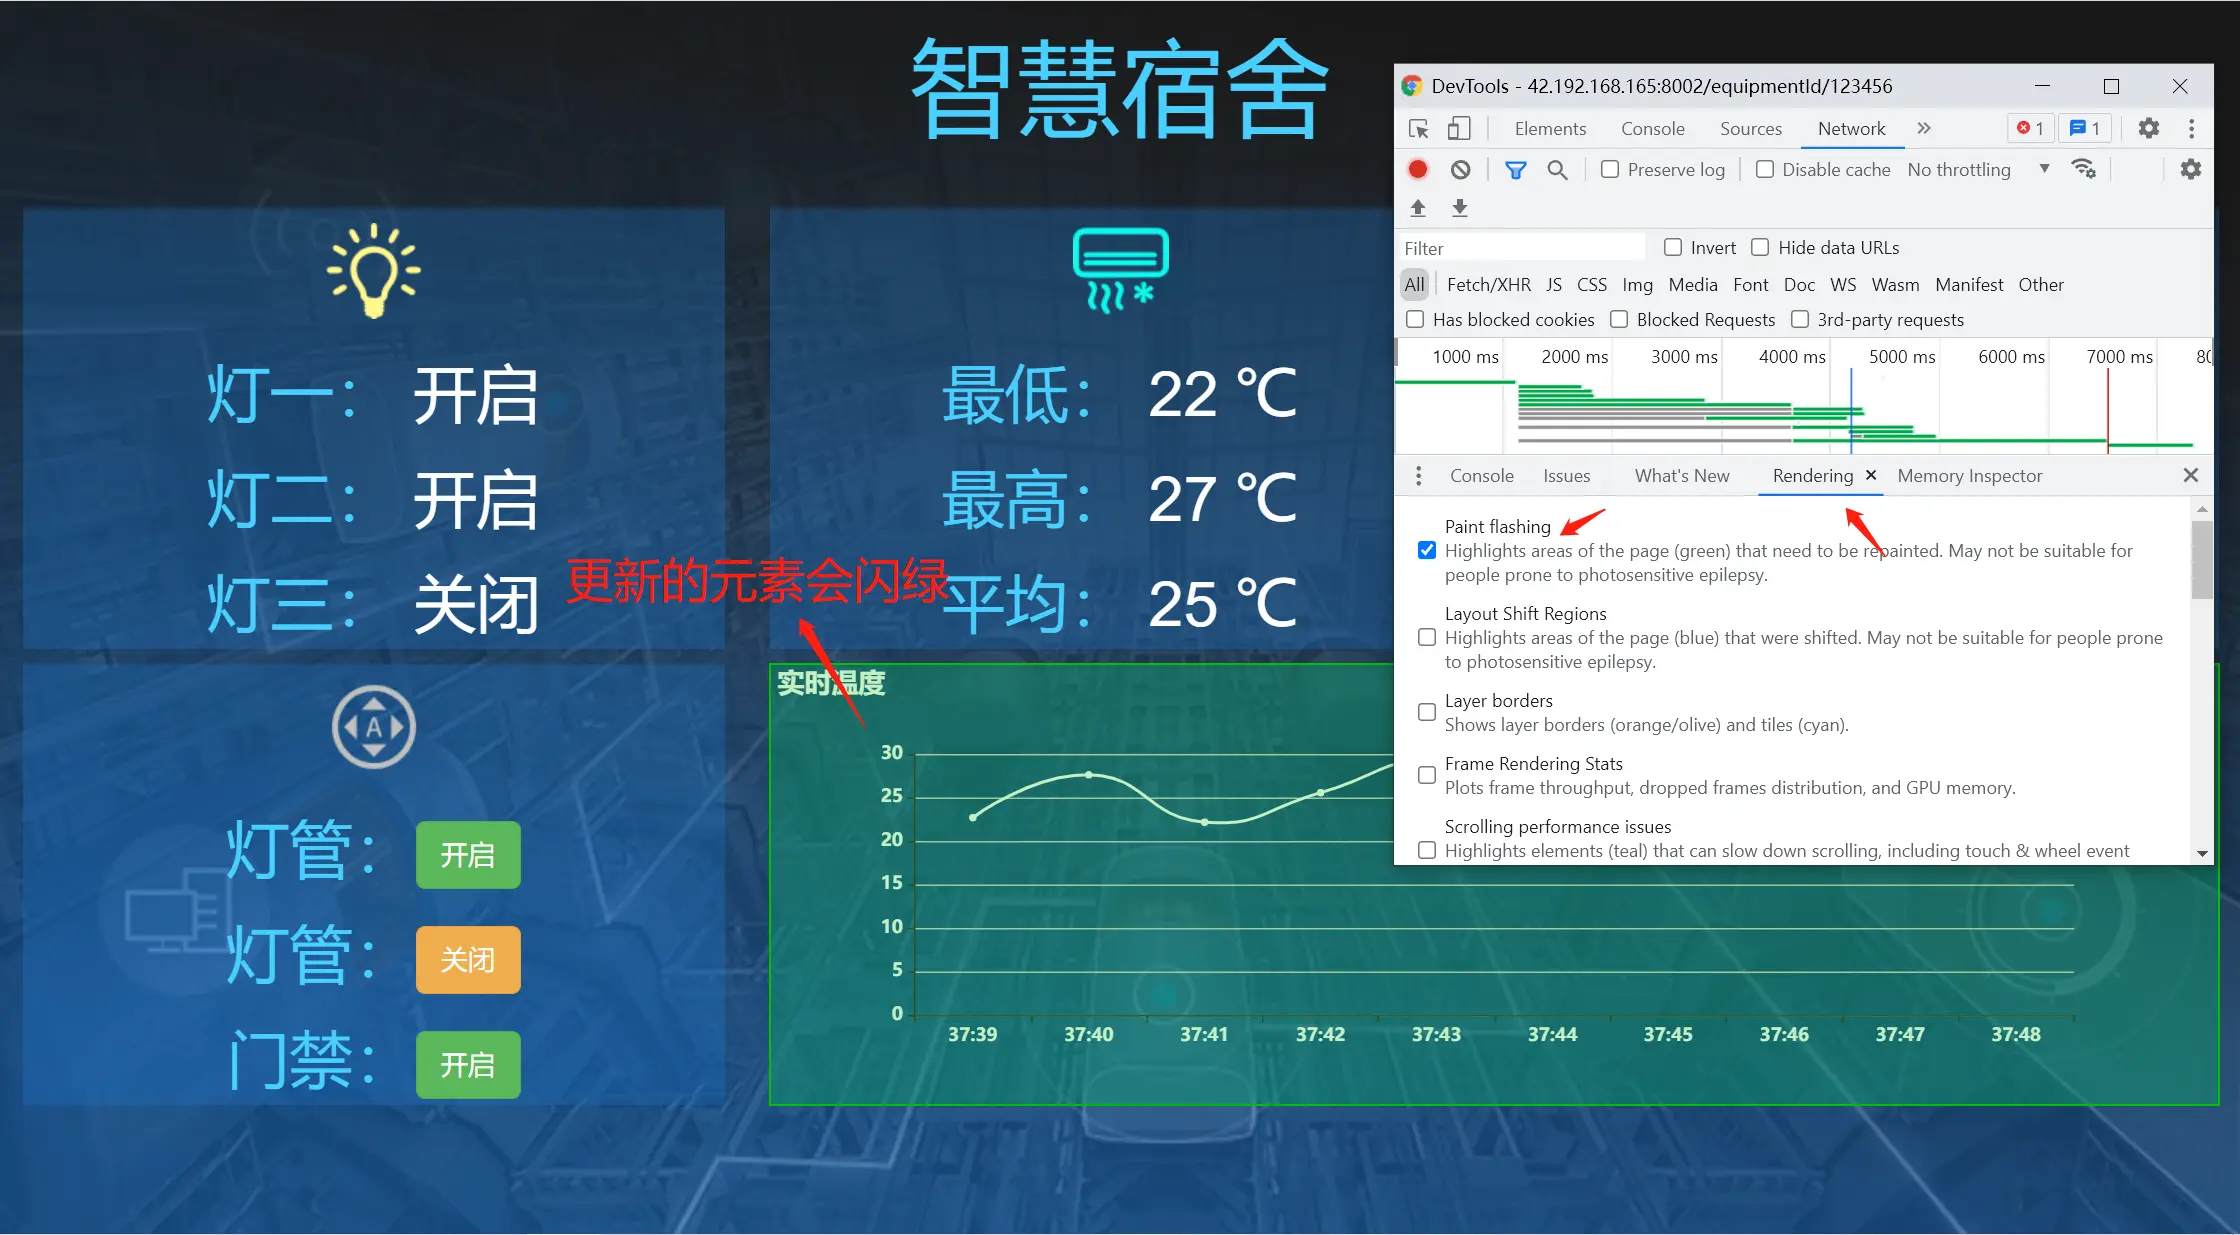 智慧宿舍
灯一： 开启
灯二： 开启
灯三： 关闭
最低： 22 ℃
最高： 27 ℃
平均： 25 ℃
更新的元素会闪绿
A
灯管： 开启
灯管： 关闭
门禁： 开启
实时温度
30
25
20
15
10
5
0
37:39 37:40 37:41 37:42 37:43 37:44 37:45 37:46 37:47 37:48
DevTools - 42.192.168.165:8002/equipmentId/123456
Elements Console Sources Network 1 1
Preserve log Disable cache No throttling
Filter Invert Hide data URLs
All Fetch/XHR JS CSS Img Media Font Doc WS Wasm Manifest Other
Has blocked cookies Blocked Requests 3rd-party requests
1000 ms 2000 ms 3000 ms 4000 ms 5000 ms 6000 ms 7000 ms
Console Issues What's New Rendering Memory Inspector
Paint flashing
Highlights areas of the page (green) that need to be repainted. May not be suitable for
people prone to photosensitive epilepsy.
Layout Shift Regions
Highlights areas of the page (blue) that were shifted. May not be suitable for people prone
to photosensitive epilepsy.
Layer borders
Shows layer borders (orange/olive) and tiles (cyan).
Frame Rendering Stats
Plots frame throughput, dropped frames distribution, and GPU memory.
Scrolling performance issues
Highlights elements (teal) that can slow down scrolling, including touch & wheel event